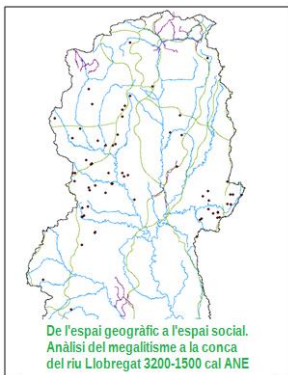 De l'espai geogràfic a l'espai social.
Anàlisi del megalitisme a la conca
del riu Llobregat 3200-1500 cal ANE